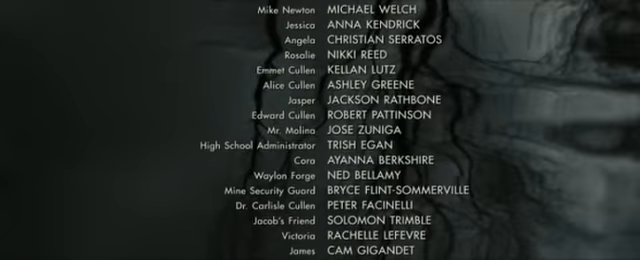 Mike Newton MICHAEL WELCH
Jessica ANNA KENDRICK
Angela CHRISTIAN SERRATOS
Rosalie NIKKI REED
Emmet Cullen KELLAN LUTZ
Alice Cullen ASHLEY GREENE
Jasper JACKSON RATHBONE
Edward Cullen ROBERT PATTINSON
Mr. Molina JOSE ZUNIGA
High School Administrator TRISH EGAN
Cora AYANNA BERKSHIRE
Waylon Forge NED BELLAMY
Mine Security Guard BRYCE FLINT-SOMMERVILLE
Dr. Carlisle Cullen PETER FACINELLI
Jacob's Friend SOLOMON TRIMBLE
Victoria RACHELLE LEFEVRE
James CAM GIGANDET